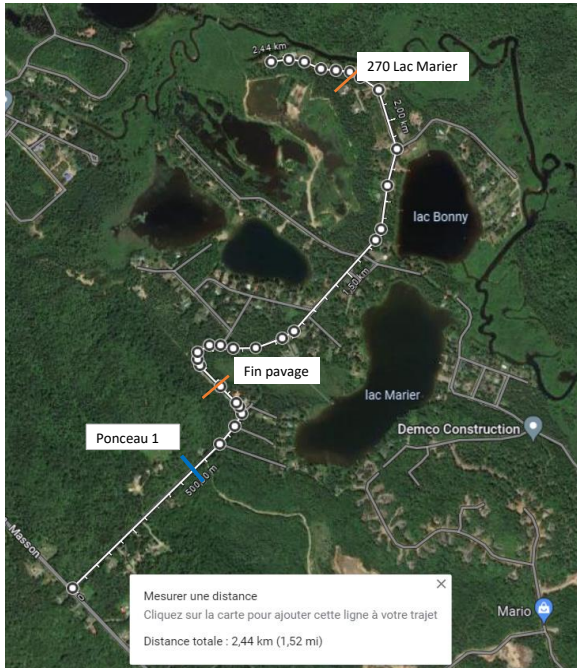 2,44 km
270 Lac Marier
2,00 km
lac Bonny
1,50 km
Fin pavage
lac Marier
Ponceau 1
Demco Construction
500,00 m
Masson
Mesurer une distance
Cliquez sur la carte pour ajouter cette ligne à votre trajet
Distance totale : 2,44 km (1,52 mi)
Mario